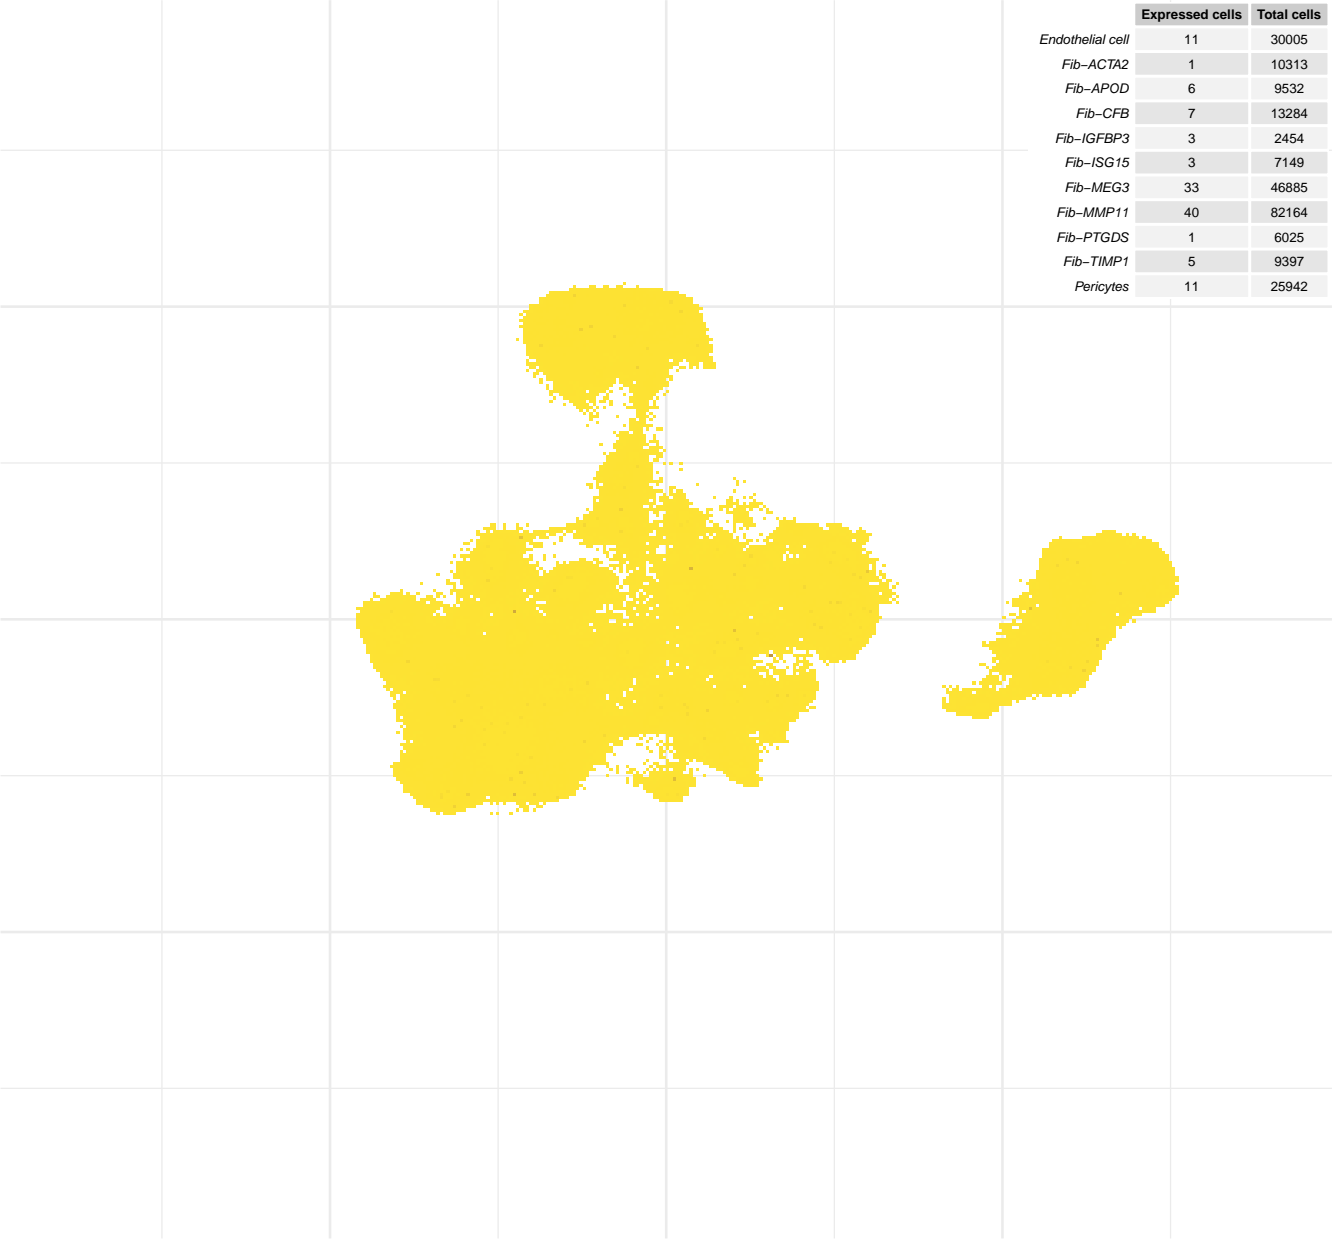 Expressed cells Total cells
Endothelial cell 11 30005
Fib−ACTA2 1 10313
Fib−APOD 6 9532
Fib−CFB 7 13284
Fib−IGFBP3 3 2454
Fib−ISG15 3 7149
Fib−MEG3 33 46885
Fib−MMP11 40 82164
Fib−PTGDS 1 6025
Fib−TIMP1 5 9397
Pericytes 11 25942